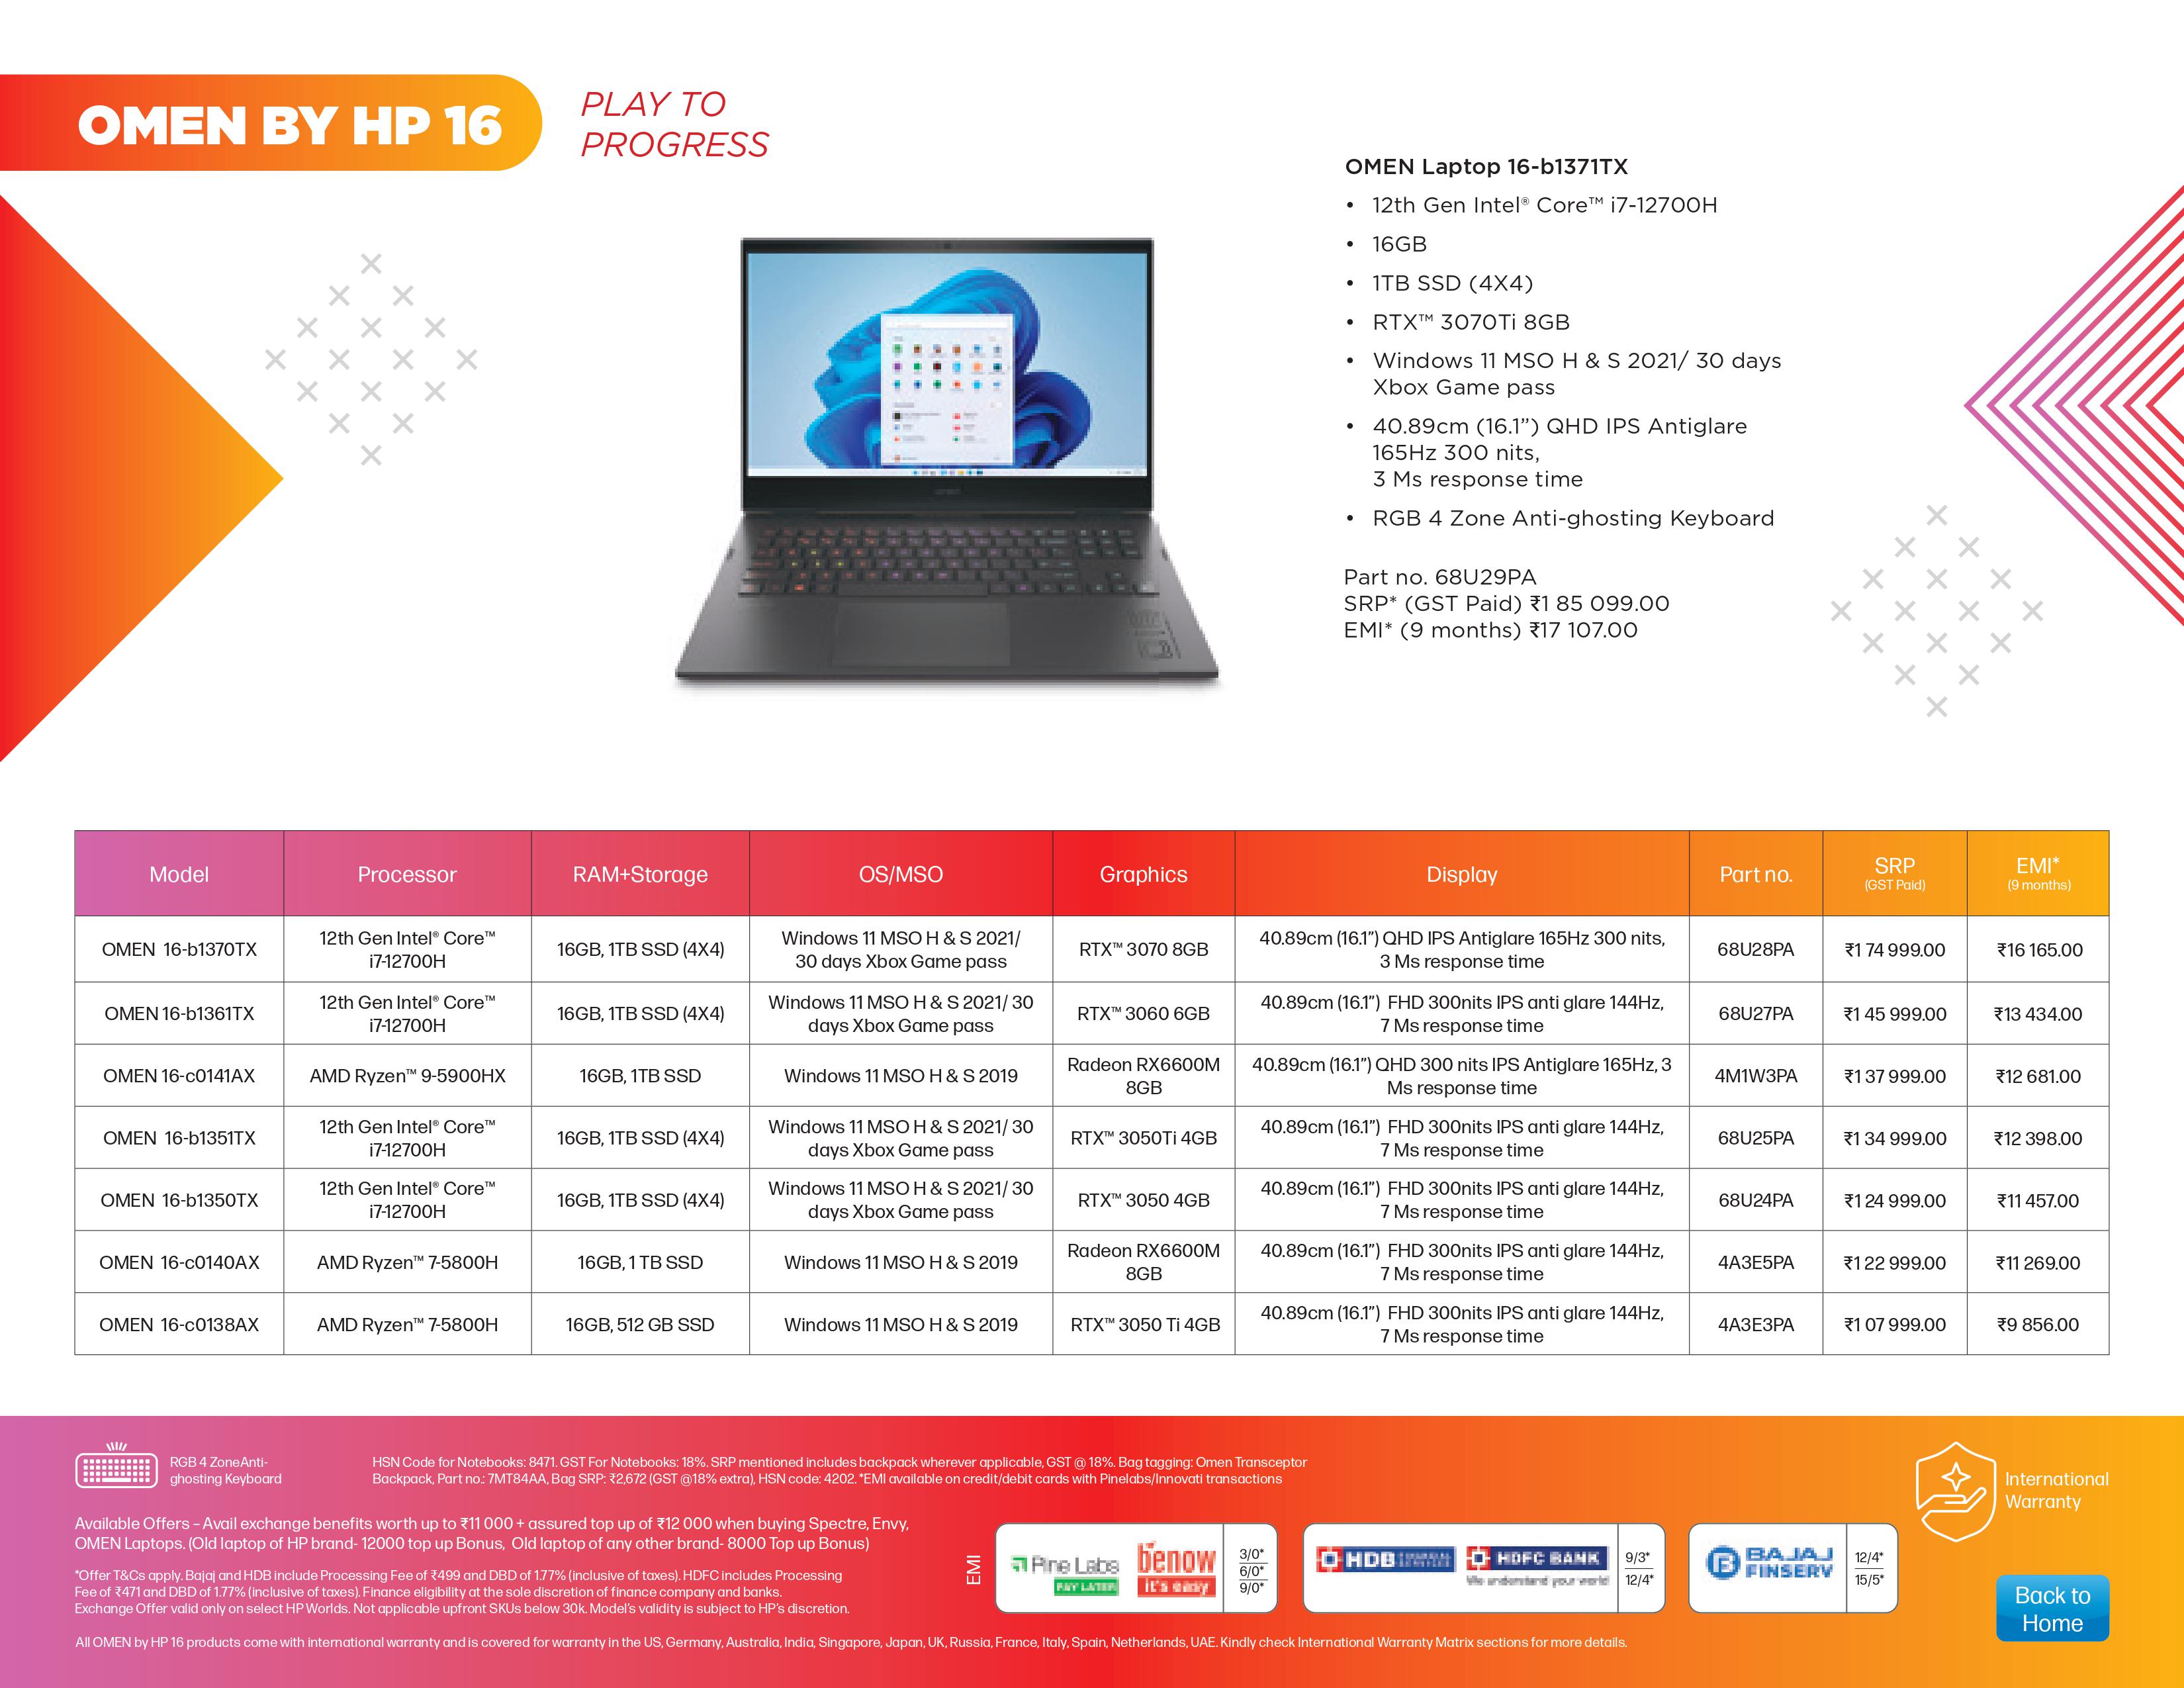 OMEN BY HP 16
PLAY TO
PROGRESS
OMEN Laptop 16-b1371TX
• 12th Gen Intel® Core™ i7-12700H
• 16GB
• 1TB SSD (4X4)
• RTX™ 3070Ti 8GB
• Windows 11 MSO H & S 2021/ 30 days
Xbox Game pass
• 40.89cm (16.1”) QHD IPS Antiglare
165Hz 300 nits,
3 Ms response time
• RGB 4 Zone Anti-ghosting Keyboard
Part no. 68U29PA
SRP* (GST Paid) ₹1 85 099.00
EMI* (9 months) ₹17 107.00
Model Processor RAM+Storage OS/MSO Graphics Display Part no. SRP (GST Paid) EMI* (9 months)
OMEN 16-b1370TX 12th Gen Intel® Core™ i7-12700H 16GB, 1TB SSD (4X4) Windows 11 MSO H & S 2021/ 30 days Xbox Game pass RTX™ 3070 8GB 40.89cm (16.1”) QHD IPS Antiglare 165Hz 300 nits, 3 Ms response time 68U28PA ₹1 74 999.00 ₹16 165.00
OMEN 16-b1361TX 12th Gen Intel® Core™ i7-12700H 16GB, 1TB SSD (4X4) Windows 11 MSO H & S 2021/ 30 days Xbox Game pass RTX™ 3060 6GB 40.89cm (16.1”) FHD 300nits IPS anti glare 144Hz, 7 Ms response time 68U27PA ₹1 45 999.00 ₹13 434.00
OMEN 16-c0141AX AMD Ryzen™ 9-5900HX 16GB, 1TB SSD Windows 11 MSO H & S 2019 Radeon RX6600M 8GB 40.89cm (16.1”) QHD 300 nits IPS Antiglare 165Hz, 3 Ms response time 4M1W3PA ₹1 37 999.00 ₹12 681.00
OMEN 16-b1351TX 12th Gen Intel® Core™ i7-12700H 16GB, 1TB SSD (4X4) Windows 11 MSO H & S 2021/ 30 days Xbox Game pass RTX™ 3050Ti 4GB 40.89cm (16.1”) FHD 300nits IPS anti glare 144Hz, 7 Ms response time 68U25PA ₹1 34 999.00 ₹12 398.00
OMEN 16-b1350TX 12th Gen Intel® Core™ i7-12700H 16GB, 1TB SSD (4X4) Windows 11 MSO H & S 2021/ 30 days Xbox Game pass RTX™ 3050 4GB 40.89cm (16.1”) FHD 300nits IPS anti glare 144Hz, 7 Ms response time 68U24PA ₹1 24 999.00 ₹11 457.00
OMEN 16-c0140AX AMD Ryzen™ 7-5800H 16GB, 1 TB SSD Windows 11 MSO H & S 2019 Radeon RX6600M 8GB 40.89cm (16.1”) FHD 300nits IPS anti glare 144Hz, 7 Ms response time 4A3E5PA ₹1 22 999.00 ₹11 269.00
OMEN 16-c0138AX AMD Ryzen™ 7-5800H 16GB, 512 GB SSD Windows 11 MSO H & S 2019 RTX™ 3050 Ti 4GB 40.89cm (16.1”) FHD 300nits IPS anti glare 144Hz, 7 Ms response time 4A3E3PA ₹1 07 999.00 ₹9 856.00
RGB 4 ZoneAnti-
ghosting Keyboard
HSN Code for Notebooks: 8471. GST For Notebooks: 18%. SRP mentioned includes backpack wherever applicable, GST @ 18%. Bag tagging: Omen Transceptor
Backpack, Part no.: 7MT84AA, Bag SRP: ₹2,672 (GST @18% extra), HSN code: 4202. *EMI available on credit/debit cards with Pinelabs/Innovati transactions
International
Warranty
Available Offers – Avail exchange benefits worth up to ₹11 000 + assured top up of ₹12 000 when buying Spectre, Envy,
OMEN Laptops. (Old laptop of HP brand- 12000 top up Bonus, Old laptop of any other brand- 8000 Top up Bonus)
*Offer T&Cs apply. Bajaj and HDB include Processing Fee of ₹499 and DBD of 1.77% (inclusive of taxes). HDFC includes Processing
Fee of ₹471 and DBD of 1.77% (inclusive of taxes). Finance eligibility at the sole discretion of finance company and banks.
Exchange Offer valid only on select HP Worlds. Not applicable upfront SKUs below 30k. Model's validity is subject to HP's discretion.
EMI
Pine Labs
PAY LATER
benow
it's easy
3/0*
6/0*
9/0*
HDB FINANCIAL SERVICES
HDFC BANK
We understand your world
9/3*
12/4*
BAJAJ
FINSERV
12/4*
15/5*
Back to
Home
All OMEN by HP 16 products come with international warranty and is covered for warranty in the US, Germany, Australia, India, Singapore, Japan, UK, Russia, France, Italy, Spain, Netherlands, UAE. Kindly check International Warranty Matrix sections for more details.